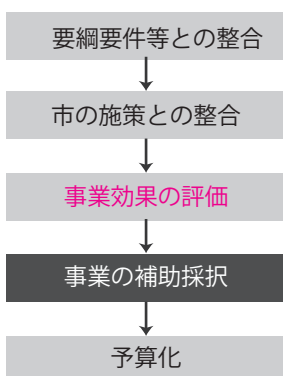 要綱要件等との整合
市の施策との整合
事業効果の評価
事業の補助採択
予算化